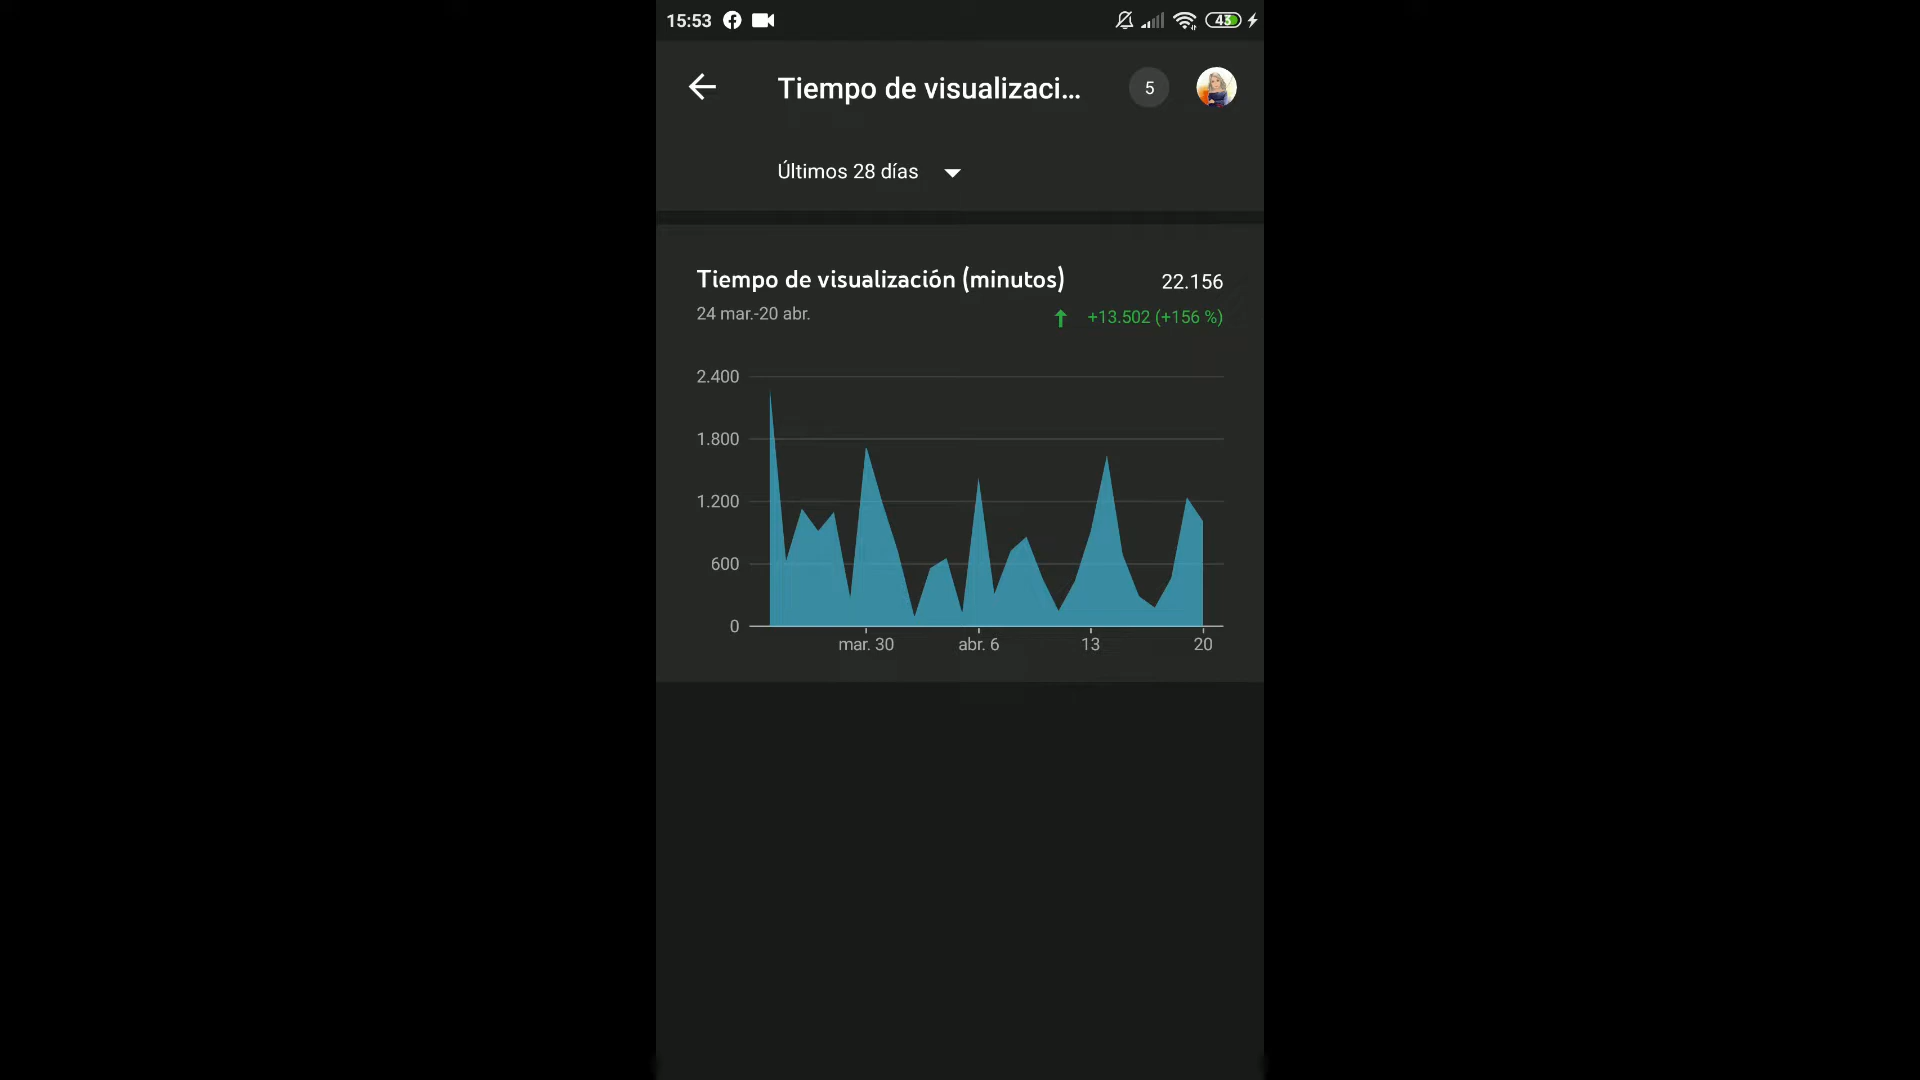 15:53 43
Tiempo de visualizaci... 5
Últimos 28 días
Tiempo de visualización (minutos) 22.156
24 mar.-20 abr. +13.502 (+156 %)
2.400
1.800
1.200
600
0
mar. 30 abr. 6 13 20